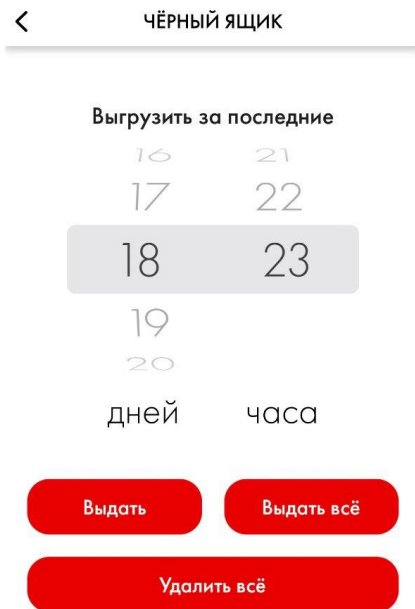 ЧЁРНЫЙ ЯЩИК
Выгрузить за последние
16 21
17 22
18 23
19
20
дней часа
Выдать Выдать всё
Удалить всё